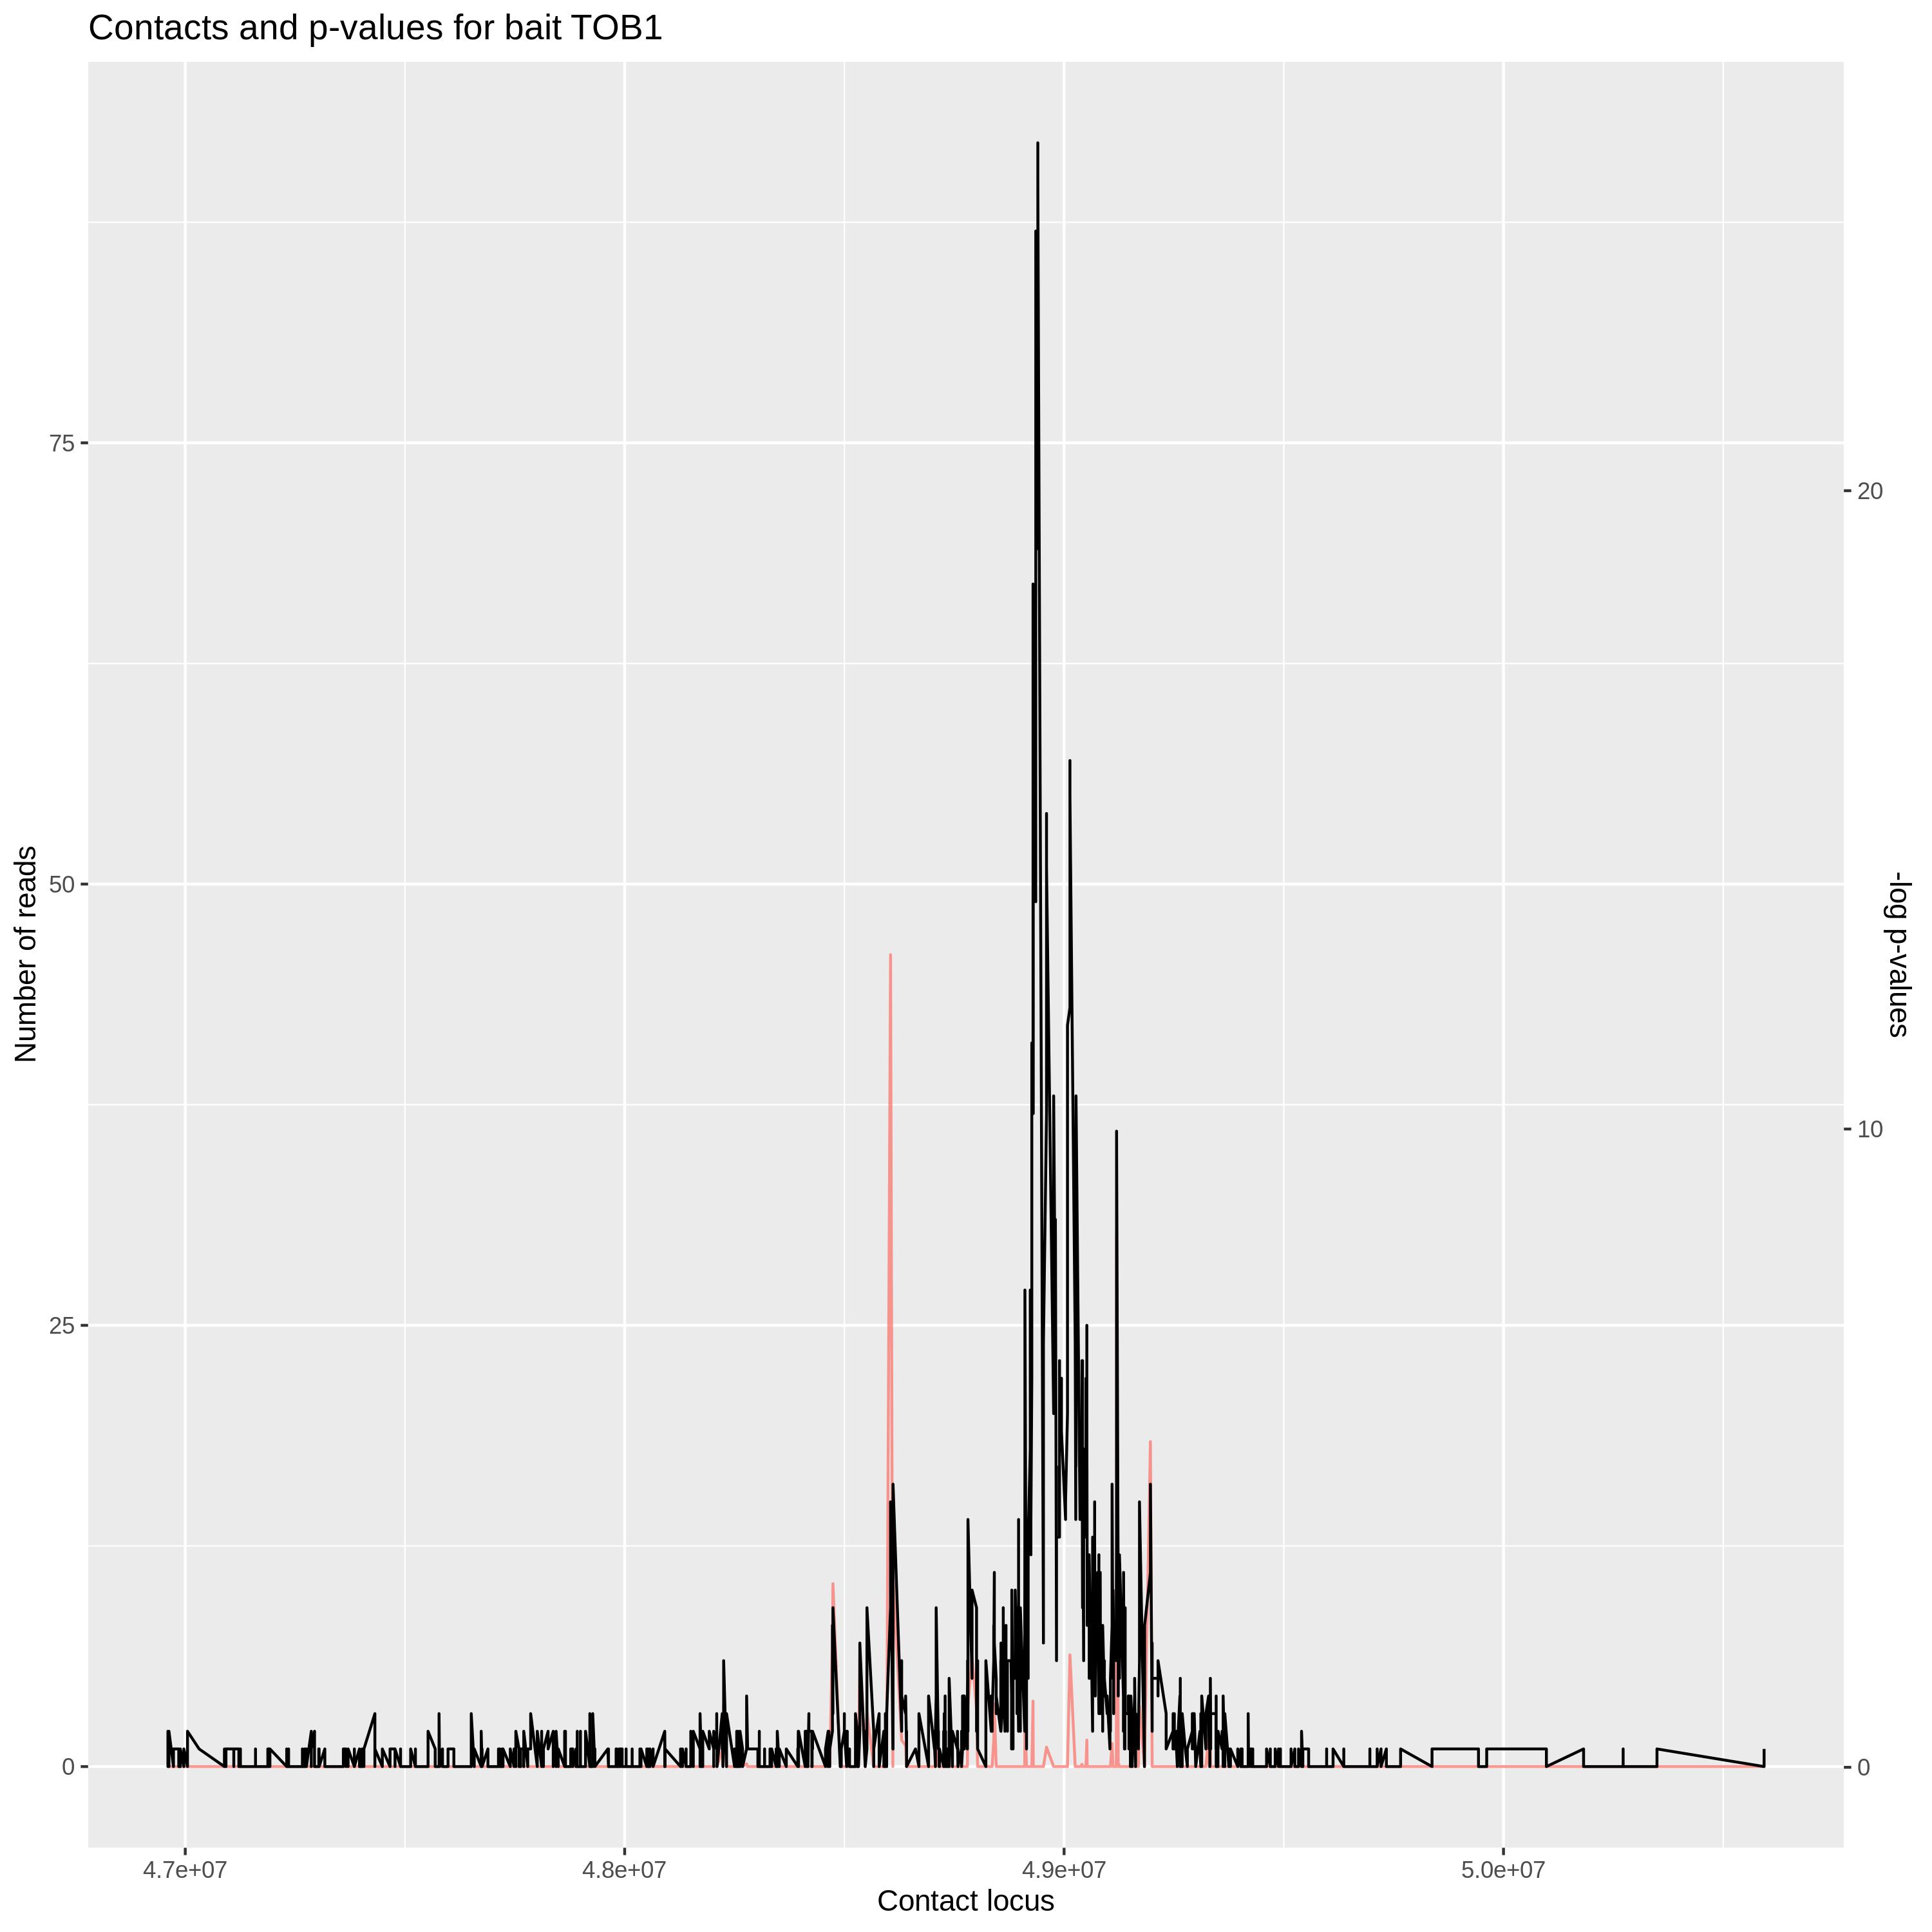 Contacts and p-values for bait TOB1
75
50
25
0
20
10
0
Number of reads
-log p-values
4.7e+07
4.8e+07
4.9e+07
5.0e+07
Contact locus